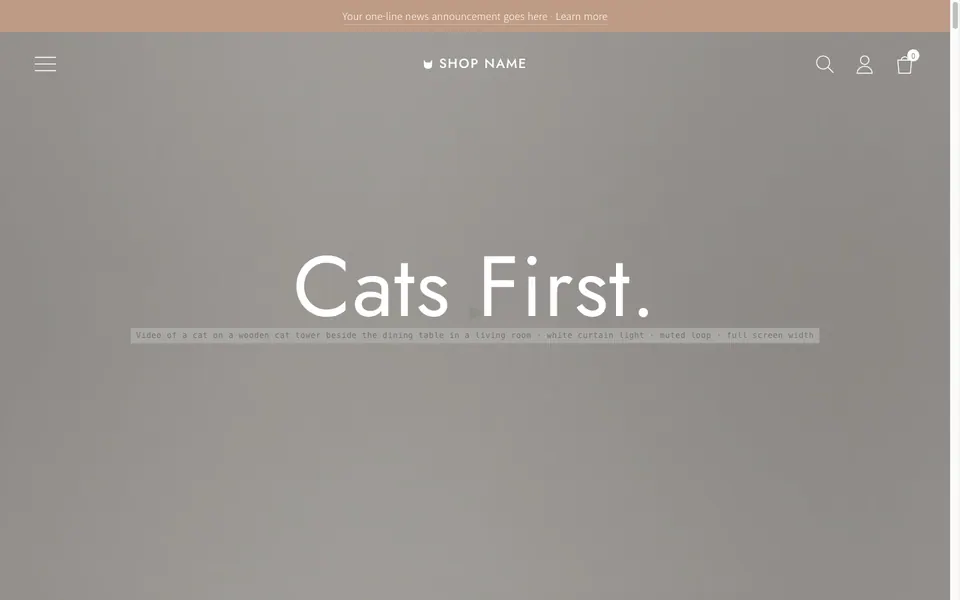 Your one-line news announcement goes here · Learn more
SHOP NAME
0
Cats First.
Video of a cat on a wooden cat tower beside the dining table in a living room · white curtain light · muted loop · full screen width